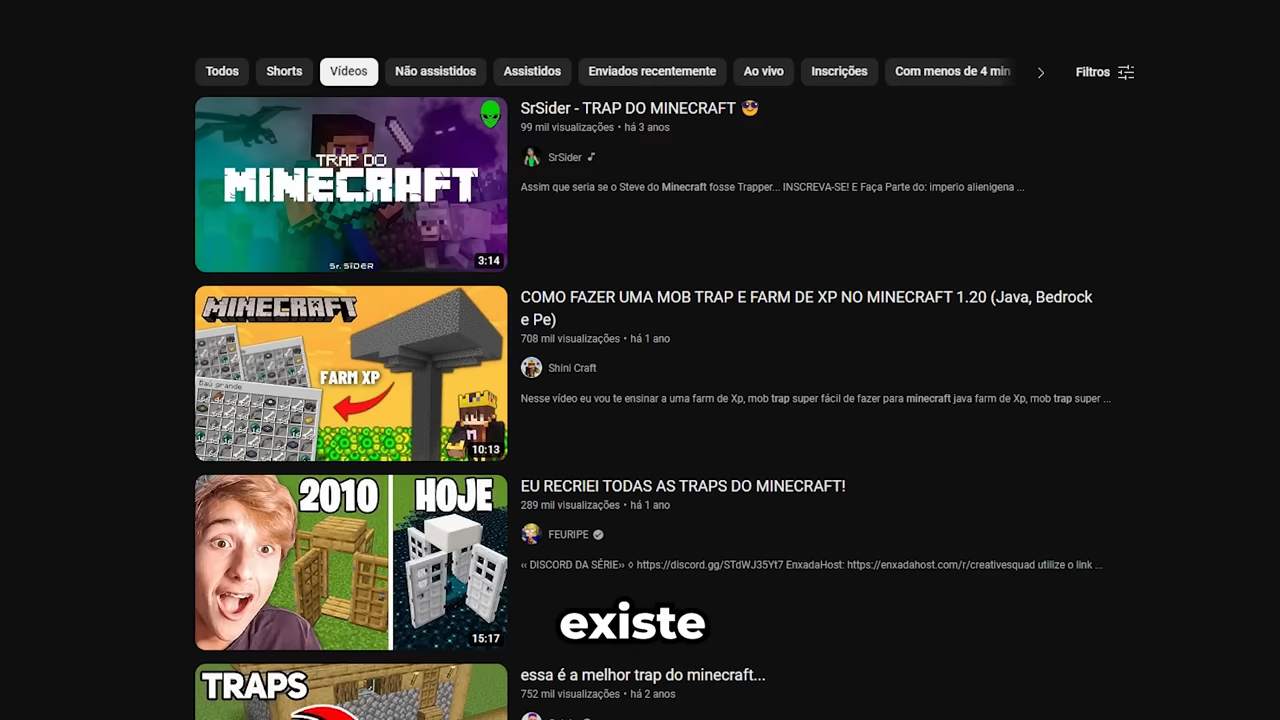 Todos Shorts Vídeos Não assistidos Assistidos Enviados recentemente Ao vivo Inscrições Com menos de 4 min Filtros
TRAP DO
MINECRAFT
Sr. SIDER
3:14
SrSider - TRAP DO MINECRAFT
99 mil visualizações • há 3 anos
SrSider
Assim que seria se o Steve do Minecraft fosse Trapper... INSCREVA-SE! E Faça Parte do: imperio alienigena ...
MINECRAFT
FARM XP
Baú grande
10:13
COMO FAZER UMA MOB TRAP E FARM DE XP NO MINECRAFT 1.20 (Java, Bedrock
e Pe)
708 mil visualizações • há 1 ano
Shini Craft
Nesse vídeo eu vou te ensinar a uma farm de Xp, mob trap super fácil de fazer para minecraft java farm de Xp, mob trap super ...
2010 HOJE
15:17
EU RECRIEI TODAS AS TRAPS DO MINECRAFT!
289 mil visualizações • há 1 ano
FEURIPE
‹‹ DISCORD DA SÉRIE›› ◊ https://discord.gg/STdWJ35Yt7 EnxadaHost: https://enxadahost.com/r/creativesquad utilize o link ...
existe
TRAPS
essa é a melhor trap do minecraft...
752 mil visualizações • há 2 anos